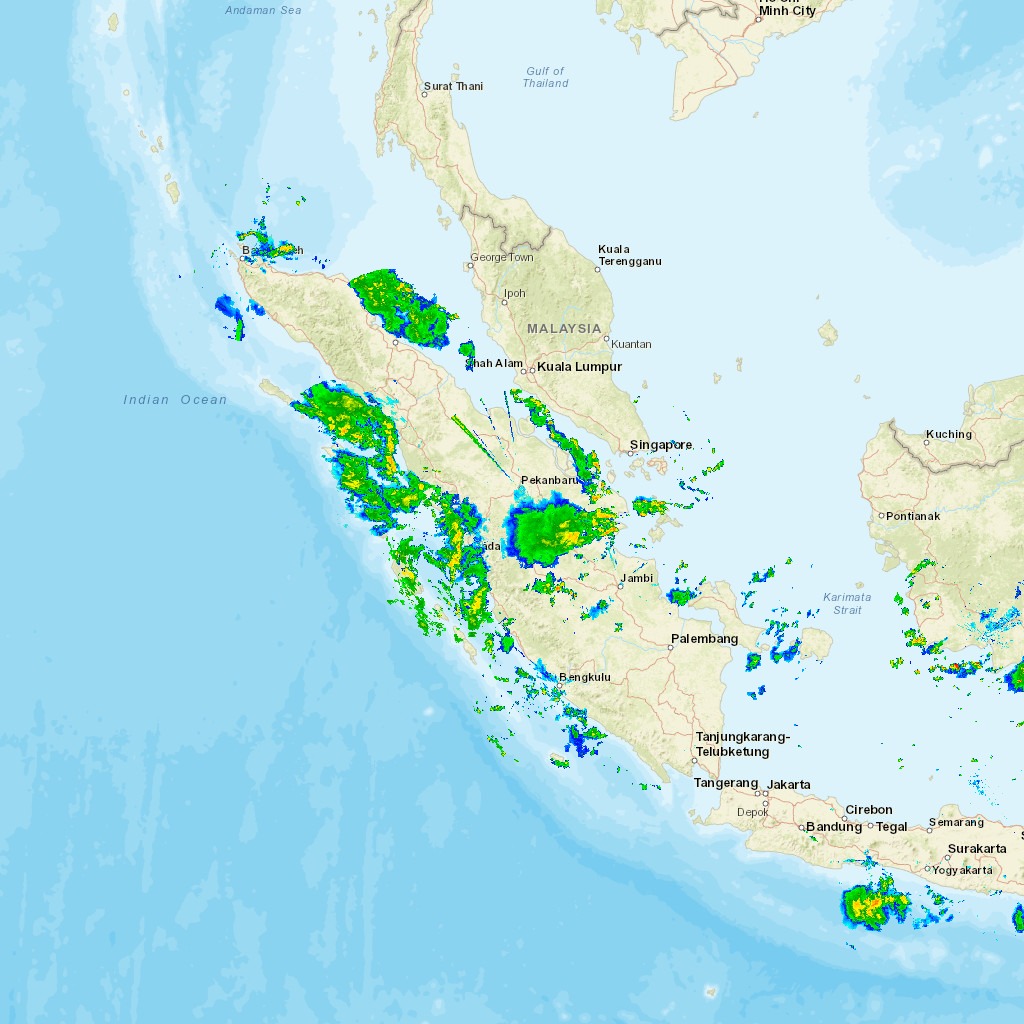 Andaman Sea
Minh City
Gulf of
Thailand
Surat Thani
Kuala
Terengganu
George Town
Ipoh
MALAYSIA
Kuantan
Shah Alam
Kuala Lumpur
Indian Ocean
Kuching
Singapore
Pekanbaru
Pontianak
Jambi
Karimata
Strait
Palembang
Bengkulu
Tanjungkarang-
Telubketung
Tangerang
Jakarta
Depok
Cirebon
Bandung
Tegal
Semarang
Surakarta
Yogyakarta